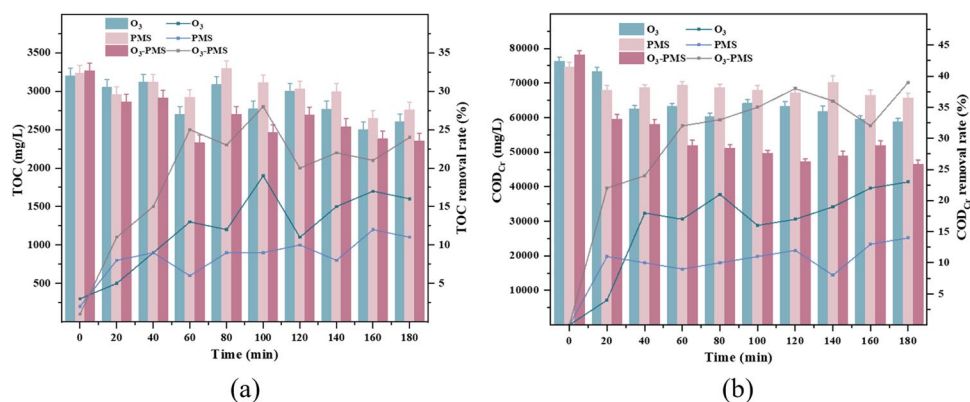 O₃ O₃
PMS PMS
O₃-PMS O₃-PMS
TOC (mg/L)
3500
3000
2500
2000
1500
1000
500
TOC removal rate (%)
35
30
25
20
15
10
5
0 20 40 60 80 100 120 140 160 180
Time (min)
(a)
O₃ O₃
PMS PMS
O₃-PMS O₃-PMS
COD_Cr (mg/L)
80000
70000
60000
50000
40000
30000
20000
10000
COD_Cr removal rate (%)
45
40
35
30
25
20
15
10
5
0 20 40 60 80 100 120 140 160 180
Time (min)
(b)